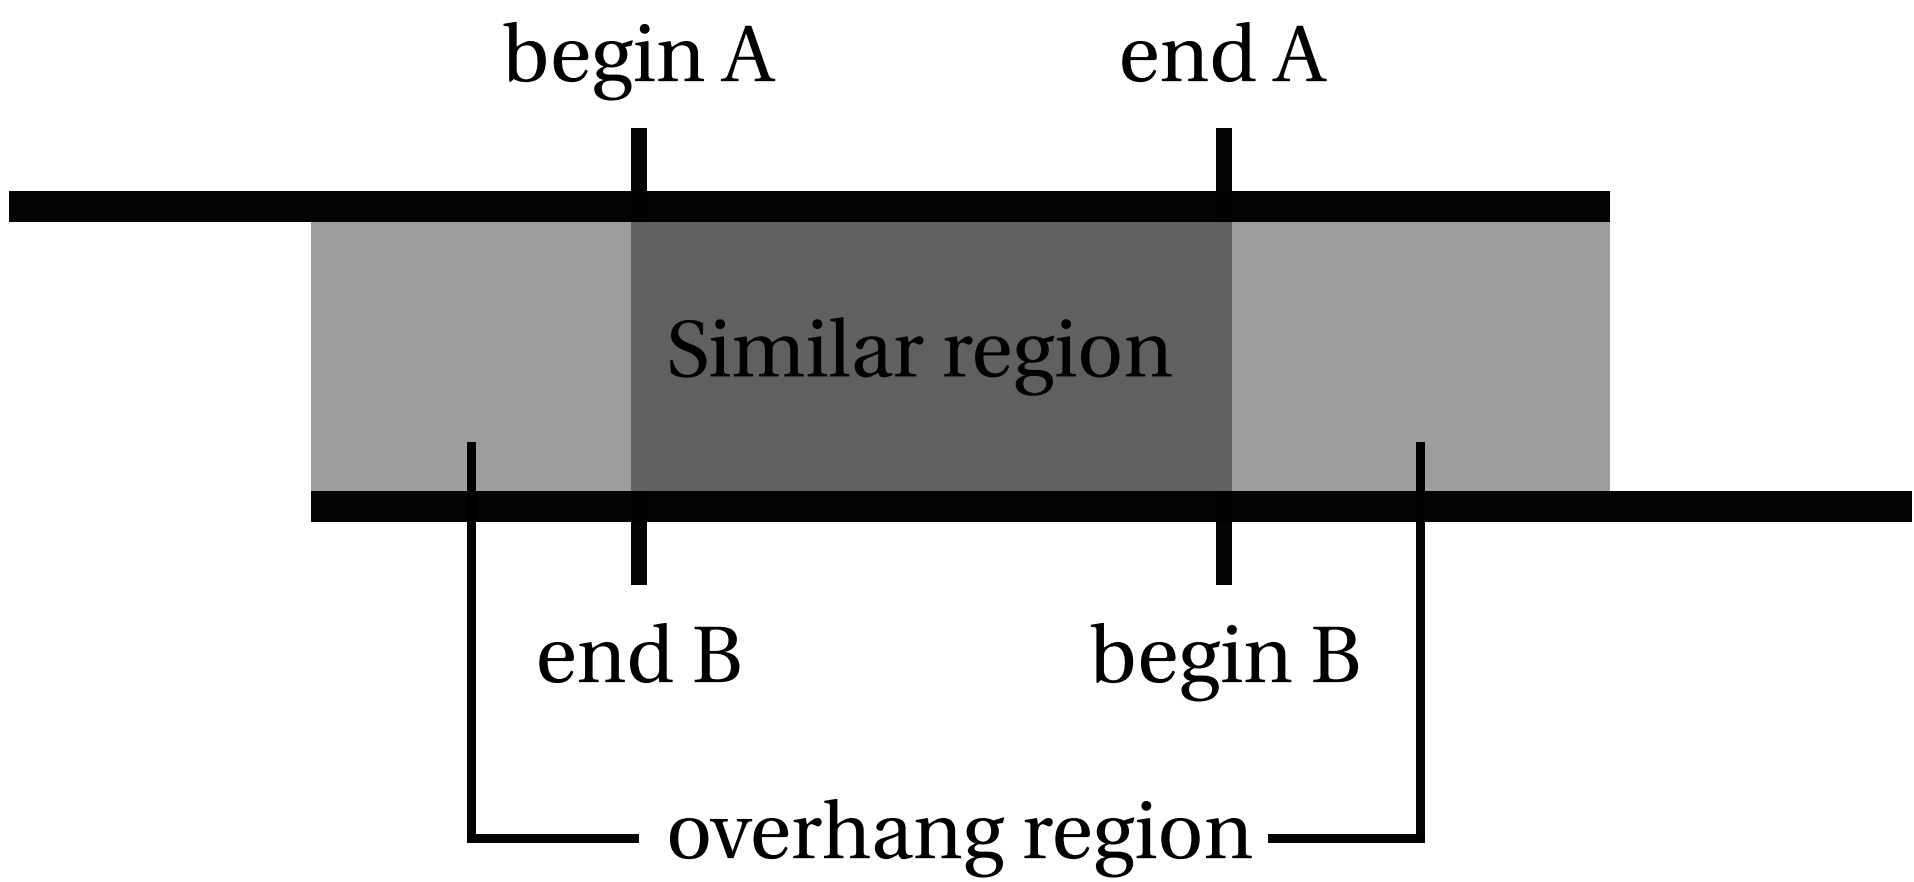 begin A
end A
Similar region
end B
begin B
overhang region